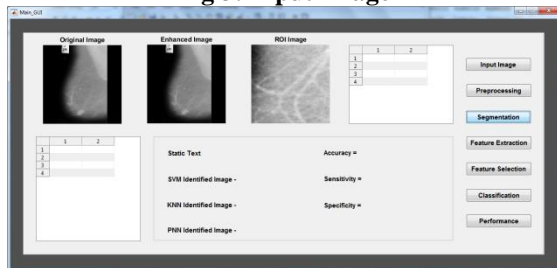 Main_GUI
Original Image
Enhanced Image
ROI Image
1 2
1
2
3
4
Input Image
Preprocessing
Segmentation
Feature Extraction
Feature Selection
Classification
Performance
1 2
1
2
3
4
Static Text
Accuracy =
SVM Identified Image -
Sensitivity =
KNN Identified Image -
Specificity =
PNN Identified Image -